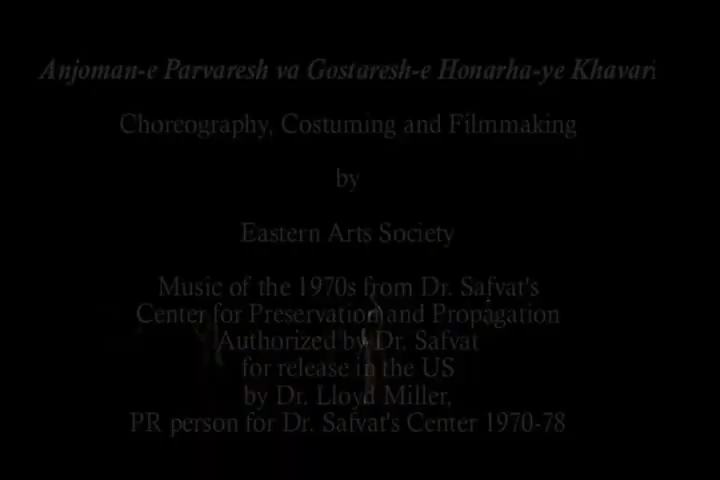 Anjoman-e Parvaresh va Gostaresh-e Honarha-ye Khavari
Choreography, Costuming and Filmmaking
by
Eastern Arts Society
Music of the 1970s from Dr. Safvat's
Center for Preservation and Propagation
Authorized by Dr. Safvat
for release in the US
by Dr. Lloyd Miller,
PR person for Dr. Safvat's Center 1970-78